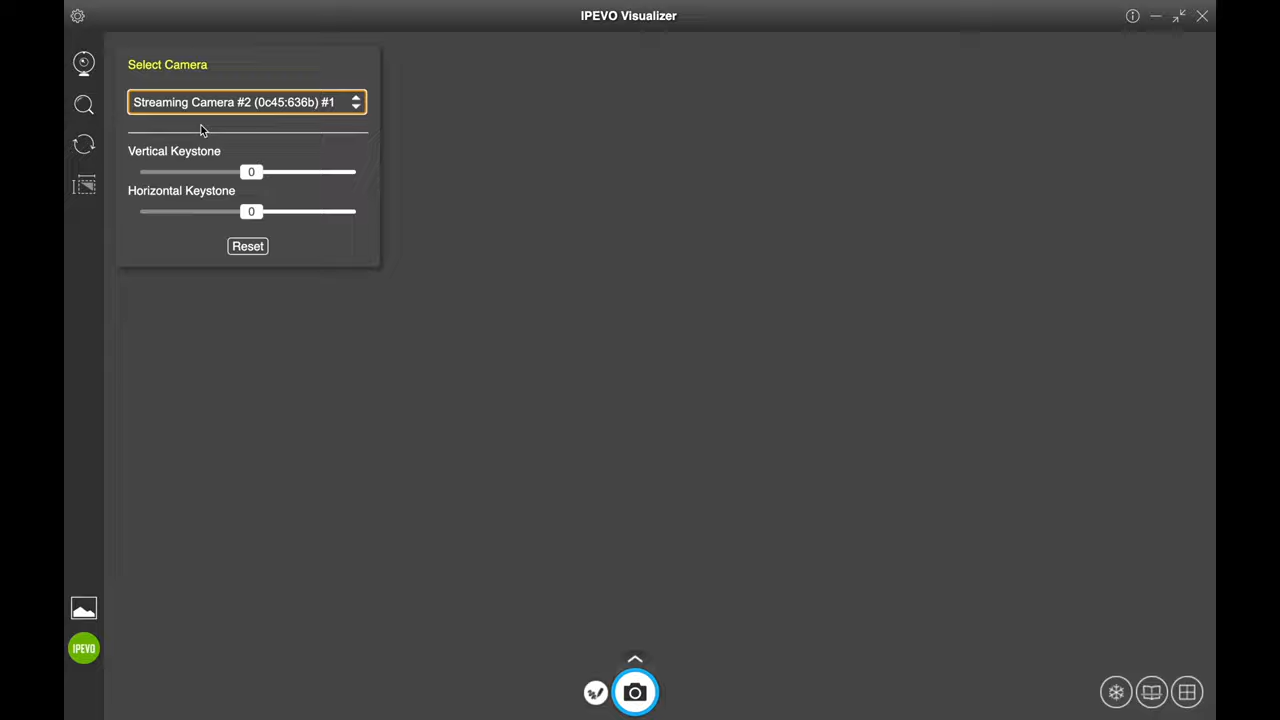 IPEVO Visualizer
Select Camera
Streaming Camera #2 (0c45:636b) #1
Vertical Keystone
0
Horizontal Keystone
0
Reset
IPEVO